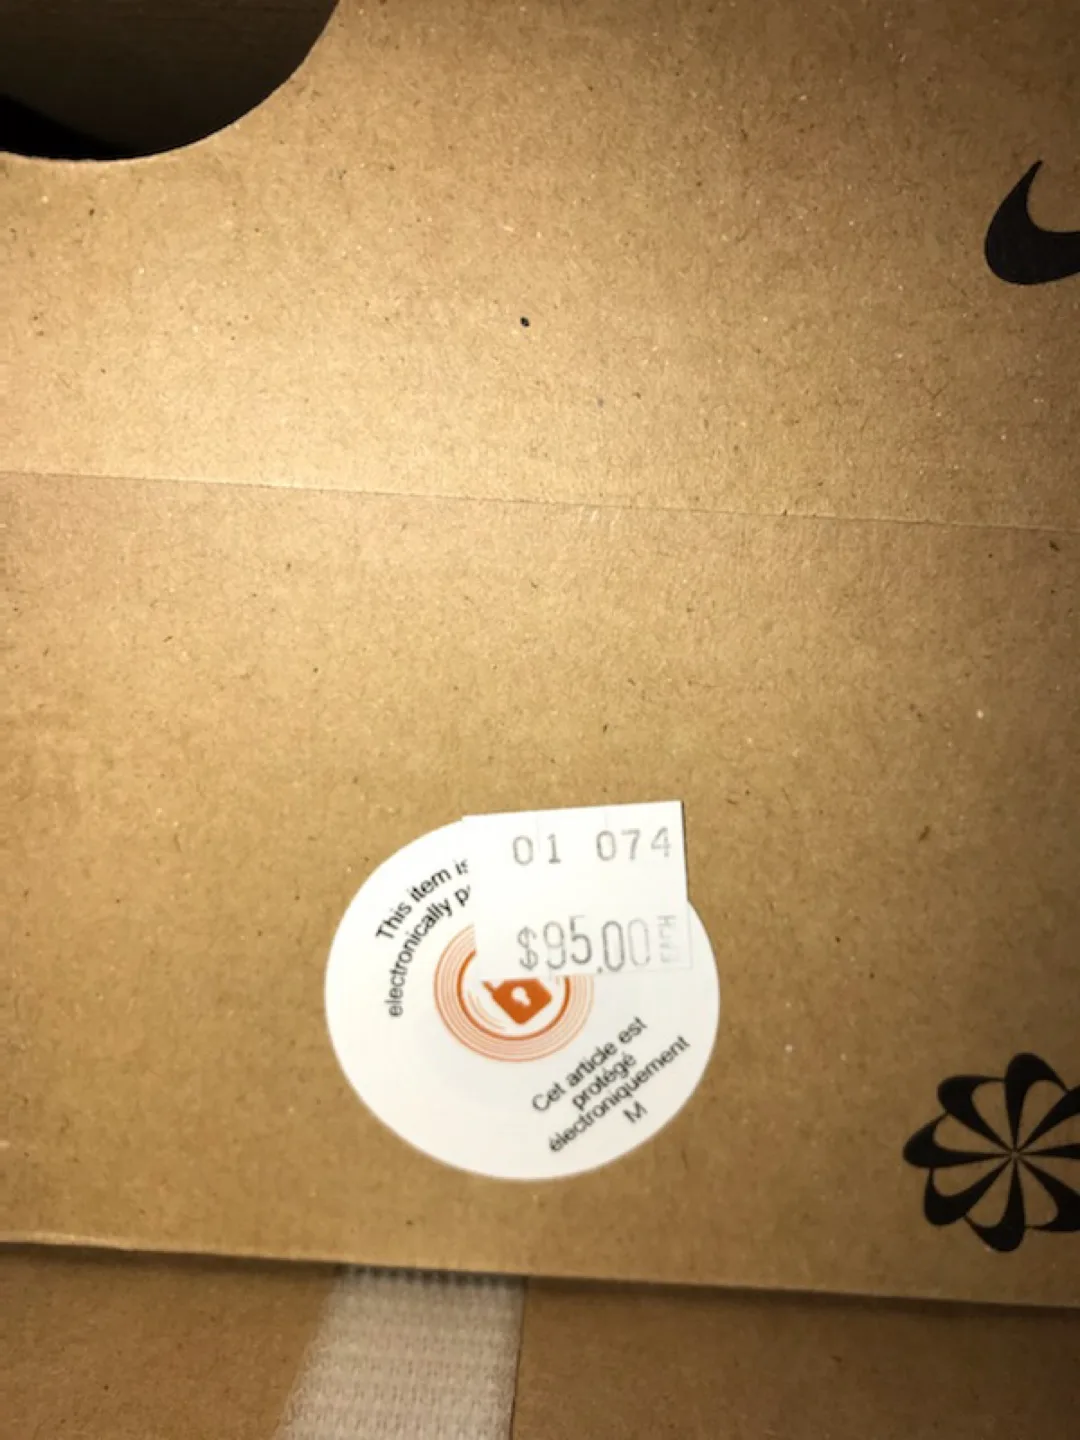 01 074
$95.00
This item is
electronically
Cet article est
protégé
électroniquement
M